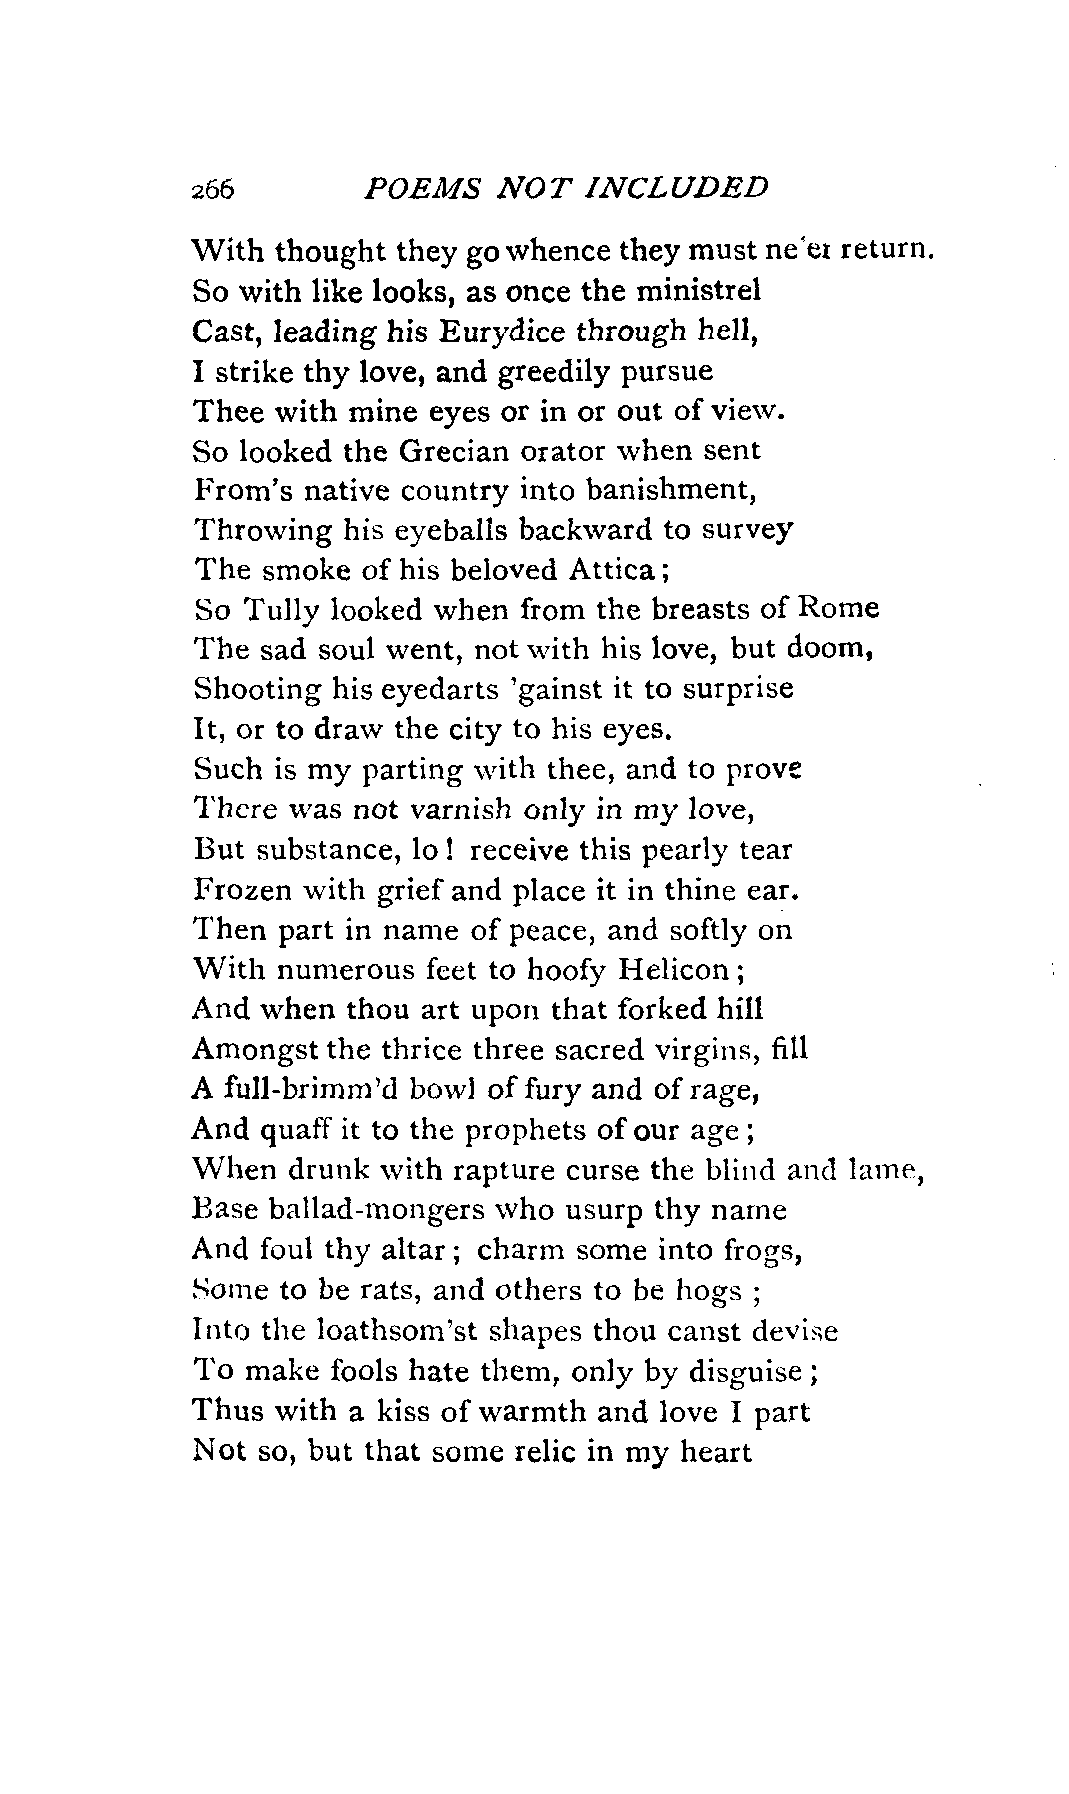 266 POEMS NOT INCLUDED
With thought they go whence they must ne'er return.
So with like looks, as once the ministrel
Cast, leading his Eurydice through hell,
I strike thy love, and greedily pursue
Thee with mine eyes or in or out of view.
So looked the Grecian orator when sent
From's native country into banishment,
Throwing his eyeballs backward to survey
The smoke of his beloved Attica;
So Tully looked when from the breasts of Rome
The sad soul went, not with his love, but doom,
Shooting his eyedarts 'gainst it to surprise
It, or to draw the city to his eyes.
Such is my parting with thee, and to prove
There was not varnish only in my love,
But substance, lo! receive this pearly tear
Frozen with grief and place it in thine ear.
Then part in name of peace, and softly on
With numerous feet to hoofy Helicon;
And when thou art upon that forked hill
Amongst the thrice three sacred virgins, fill
A full-brimm'd bowl of fury and of rage,
And quaff it to the prophets of our age;
When drunk with rapture curse the blind and lame,
Base ballad-mongers who usurp thy name
And foul thy altar; charm some into frogs,
Some to be rats, and others to be hogs;
Into the loathsom'st shapes thou canst devise
To make fools hate them, only by disguise;
Thus with a kiss of warmth and love I part
Not so, but that some relic in my heart